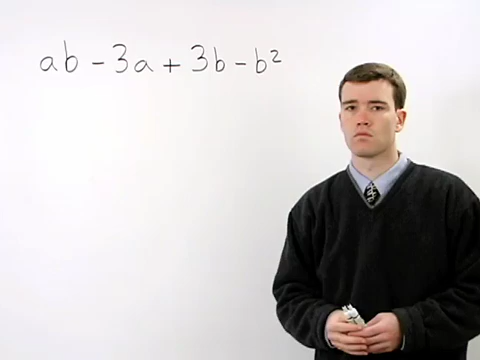 ab - 3a + 3b - b²